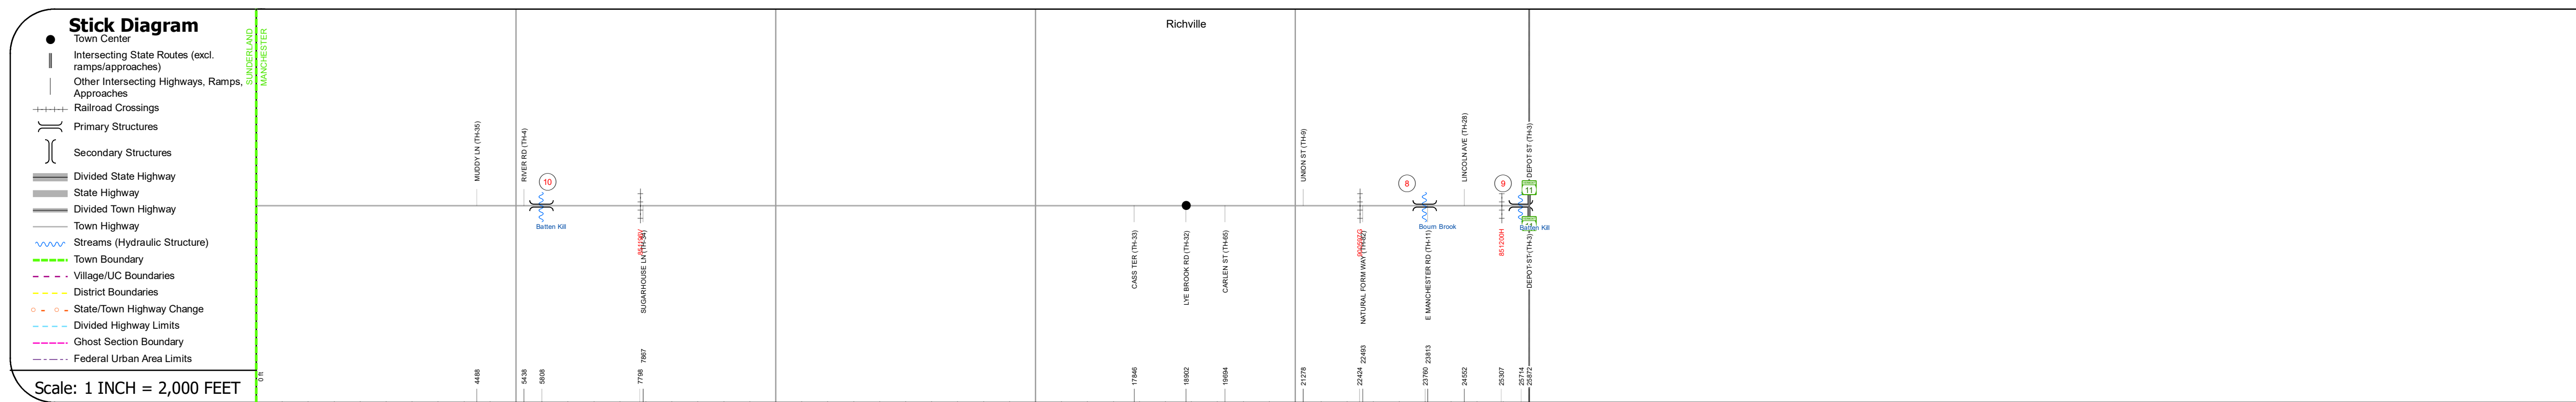 Stick Diagram
Town Center
Intersecting State Routes (excl.
ramps/approaches)
Other Intersecting Highways, Ramps,
Approaches
Railroad Crossings
Primary Structures
Secondary Structures
Divided State Highway
State Highway
Divided Town Highway
Town Highway
Streams (Hydraulic Structure)
Town Boundary
Village/UC Boundaries
District Boundaries
State/Town Highway Change
Divided Highway Limits
Ghost Section Boundary
Federal Urban Area Limits
Scale: 1 INCH = 2,000 FEET
SUNDERLAND
MANCHESTER
Richville
MUDDY LN (TH-35)
RIVER RD (TH-4)
UNION ST (TH-9)
LINCOLN AVE (TH-28)
DEPOT ST (TH-3)
10
8
9
11
Batten Kill
Bourn Brook
Batten Kill
SUGARHOUSE LN (TH-34)
CASS TER (TH-33)
LYE BROOK RD (TH-32)
CARLEN ST (TH-65)
NATURAL FORM WAY (TH-62)
E MANCHESTER RD (TH-11)
851200H
DEPOT ST (TH-3)
0 ft
4488
5438
5808
7798
7867
17846
18902
19694
21278
22424
22493
23760
23813
24552
25307
25714
25872